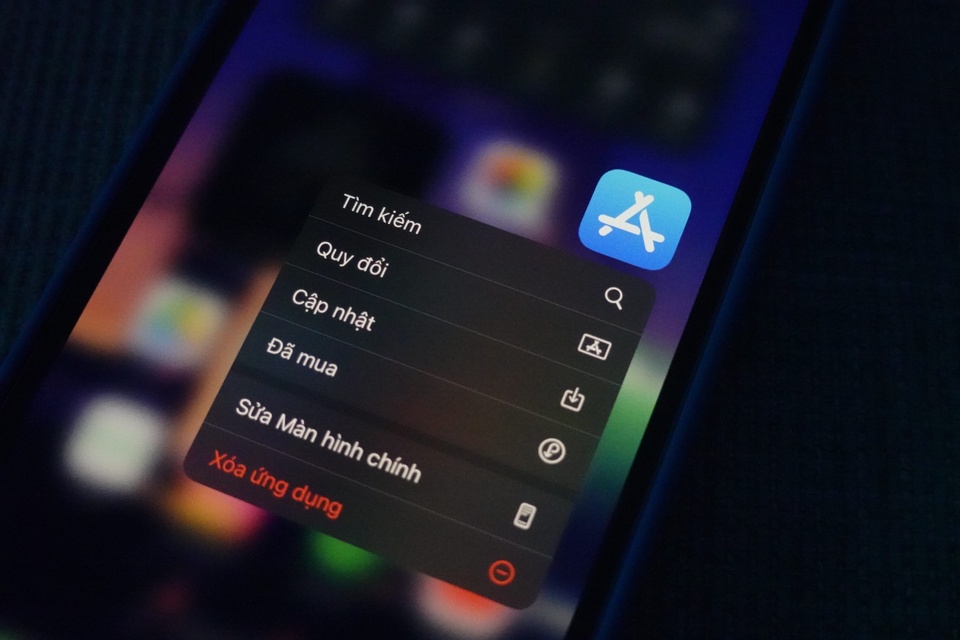 Tìm kiếm
Quy đổi
Cập nhật
Đã mua
Sửa Màn hình chính
Xóa ứng dụng